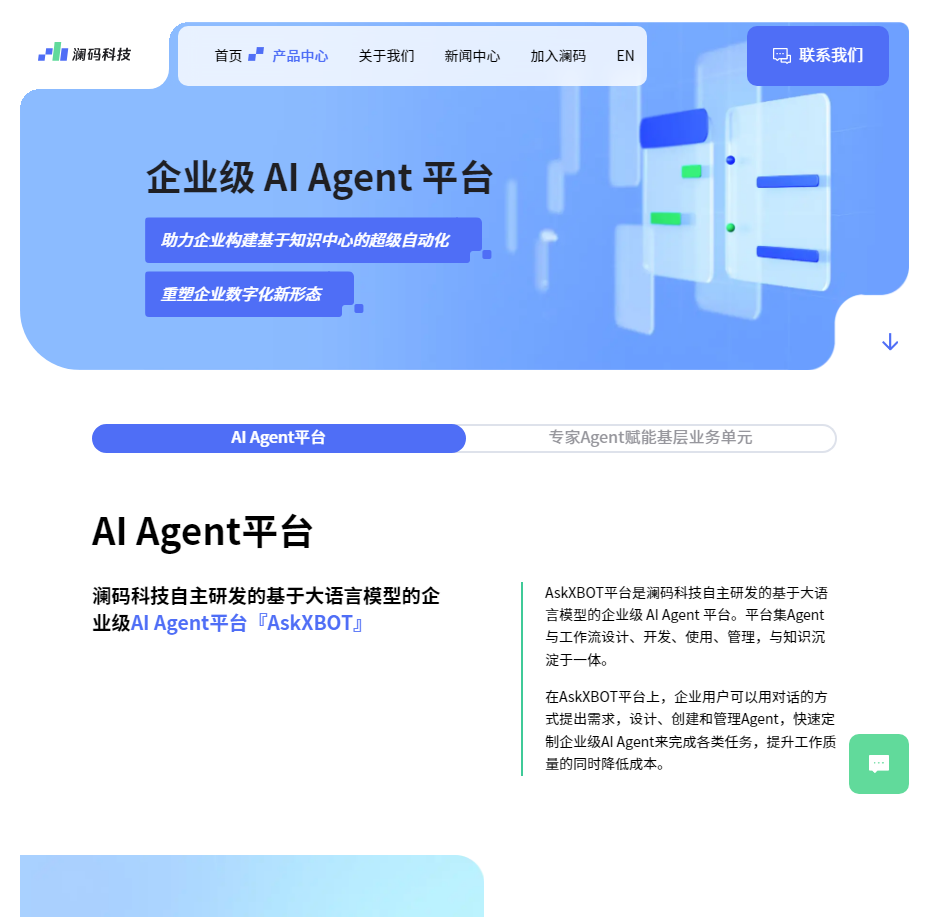 澜码科技
首页 产品中心 关于我们 新闻中心 加入澜码 EN
联系我们
企业级 AI Agent 平台
助力企业构建基于知识中心的超级自动化
重塑企业数字化新形态
AI Agent平台
专家Agent赋能基层业务单元
AI Agent平台
澜码科技自主研发的基于大语言模型的企
业级AI Agent平台『AskXBOT』
AskXBOT平台是澜码科技自主研发的基于大语
言模型的企业级 AI Agent 平台。平台集Agent
与工作流设计、开发、使用、管理，与知识沉
淀于一体。
在AskXBOT平台上，企业用户可以用对话的方
式提出需求，设计、创建和管理Agent，快速定
制企业级AI Agent来完成各类任务，提升工作质
量的同时降低成本。